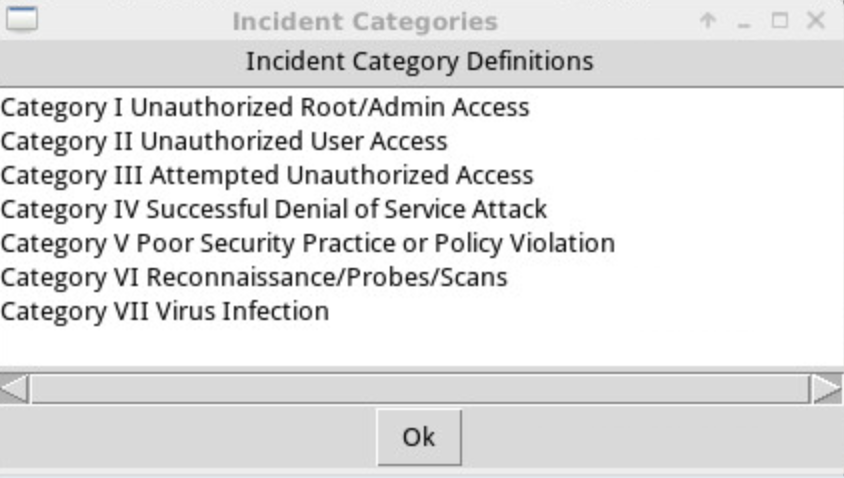 Incident Categories
Incident Category Definitions
Category I Unauthorized Root/Admin Access
Category II Unauthorized User Access
Category III Attempted Unauthorized Access
Category IV Successful Denial of Service Attack
Category V Poor Security Practice or Policy Violation
Category VI Reconnaissance/Probes/Scans
Category VII Virus Infection
Ok